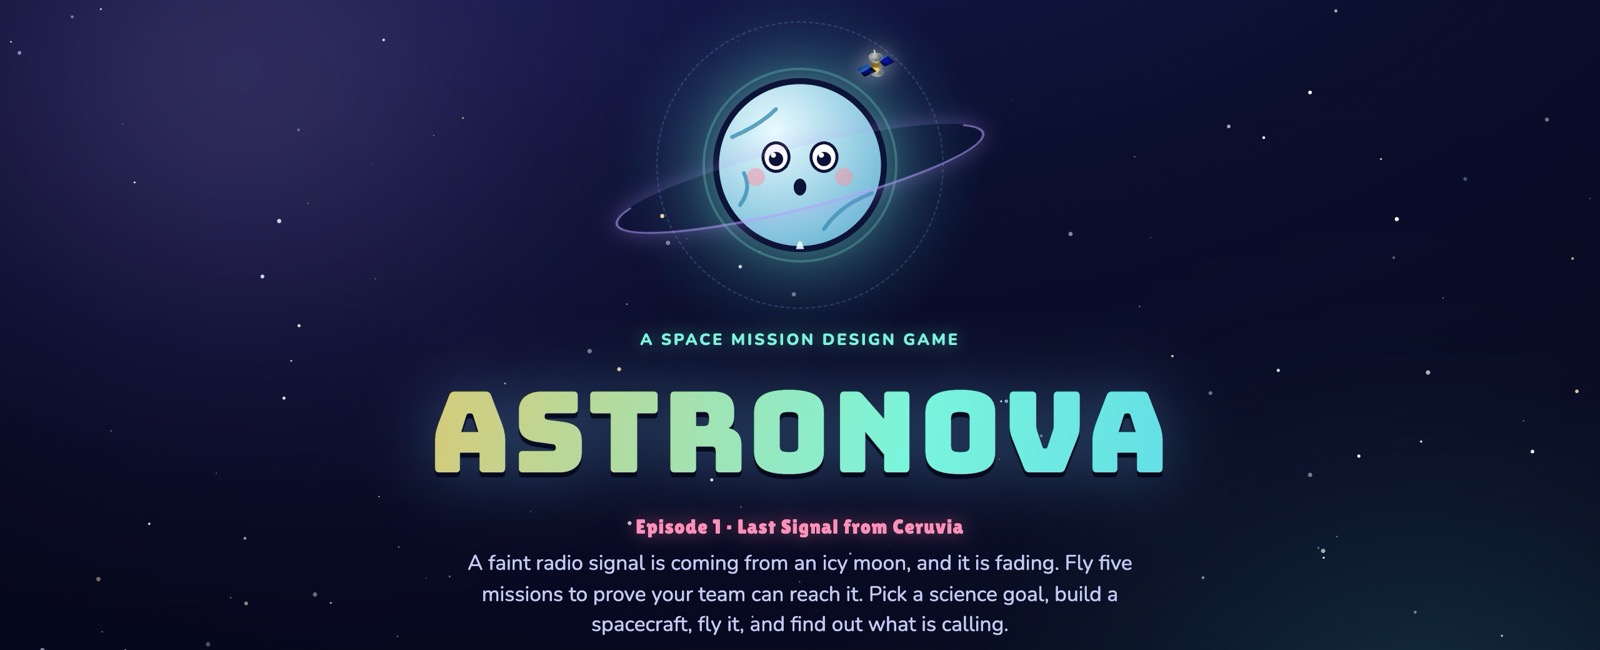 A SPACE MISSION DESIGN GAME
ASTRONOVA
Episode 1 · Last Signal from Ceruvia
A faint radio signal is coming from an icy moon, and it is fading. Fly five
missions to prove your team can reach it. Pick a science goal, build a
spacecraft, fly it, and find out what is calling.